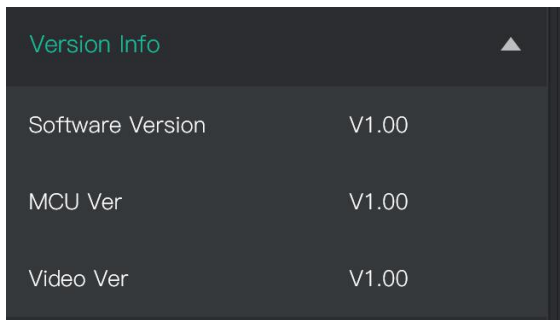 Version Info
Software Version V1.00
MCU Ver V1.00
Video Ver V1.00